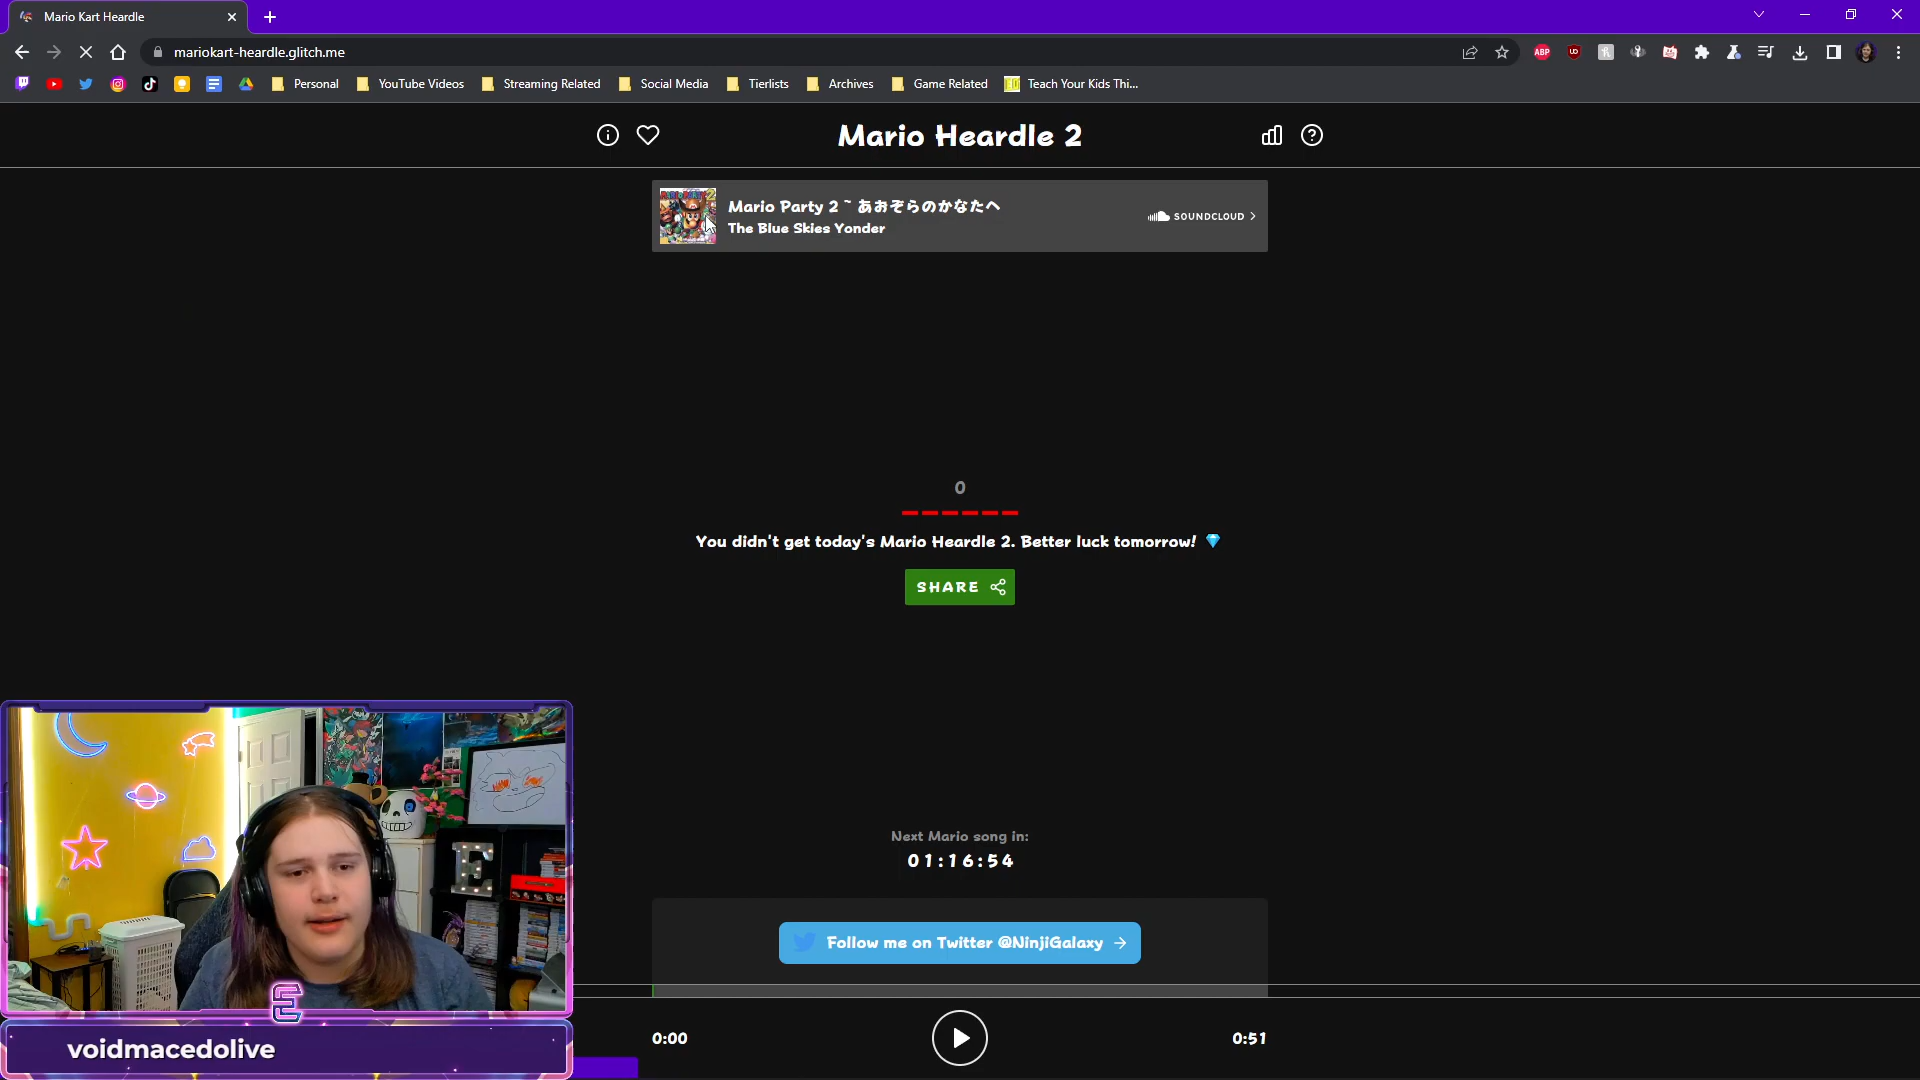 Mario Kart Heardle
mariokart-heardle.glitch.me
Personal
YouTube Videos
Streaming Related
Social Media
Tierlists
Archives
Game Related
Teach Your Kids Thi...
Mario Heardle 2
Mario Party 2 ~ あおぞらのかなたへ
The Blue Skies Yonder
SOUNDCLOUD
0
You didn't get today's Mario Heardle 2. Better luck tomorrow! 💎
SHARE
Next Mario song in:
01:16:54
Follow me on Twitter @NinjiGalaxy →
0:00
0:51
E
E
voidmacedolive